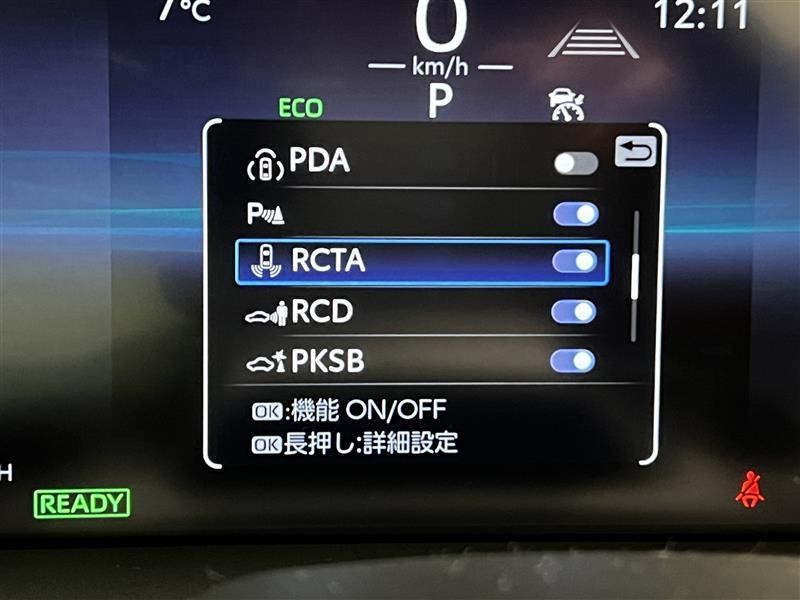 7°C
0
12:11
km/h
ECO
P
PDA
P
RCTA
RCD
PKSB
OK:機能 ON/OFF
OK長押し:詳細設定
H
READY